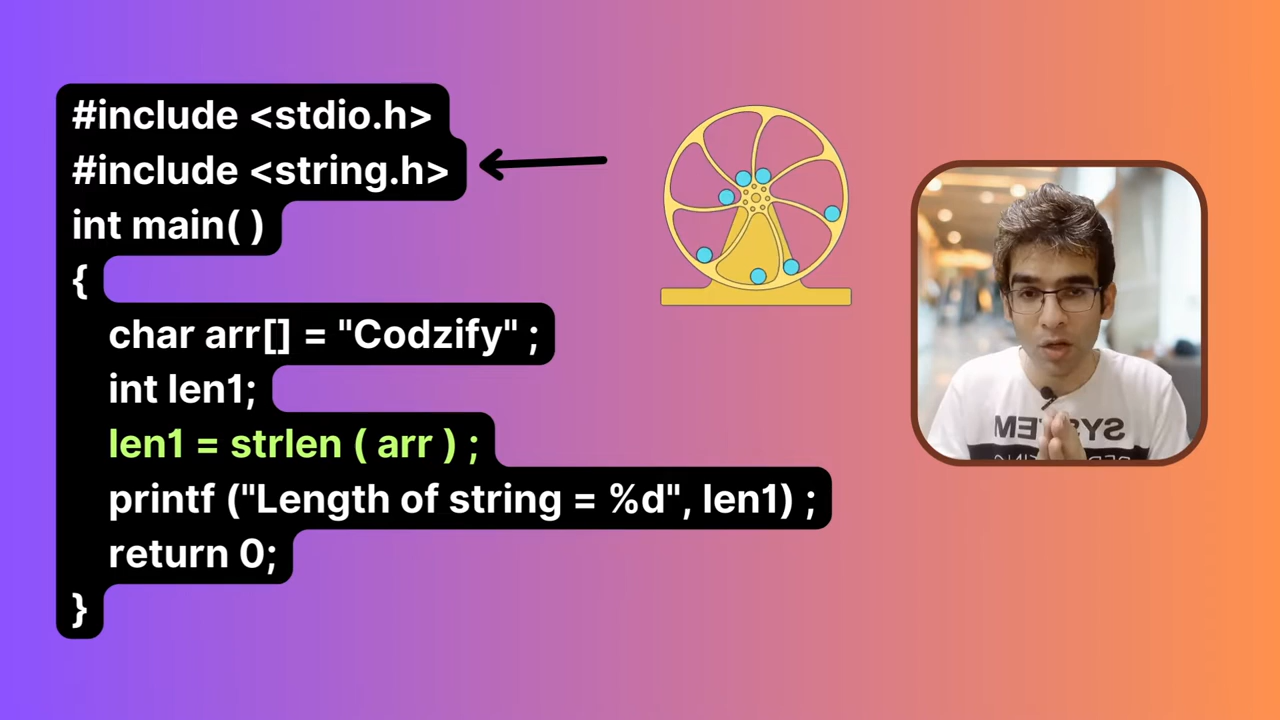 #include <stdio.h>
#include <string.h>
int main( )
{
char arr[] = "Codzify" ;
int len1;
len1 = strlen ( arr ) ;
printf ("Length of string = %d", len1) ;
return 0;
}
SYSTEM